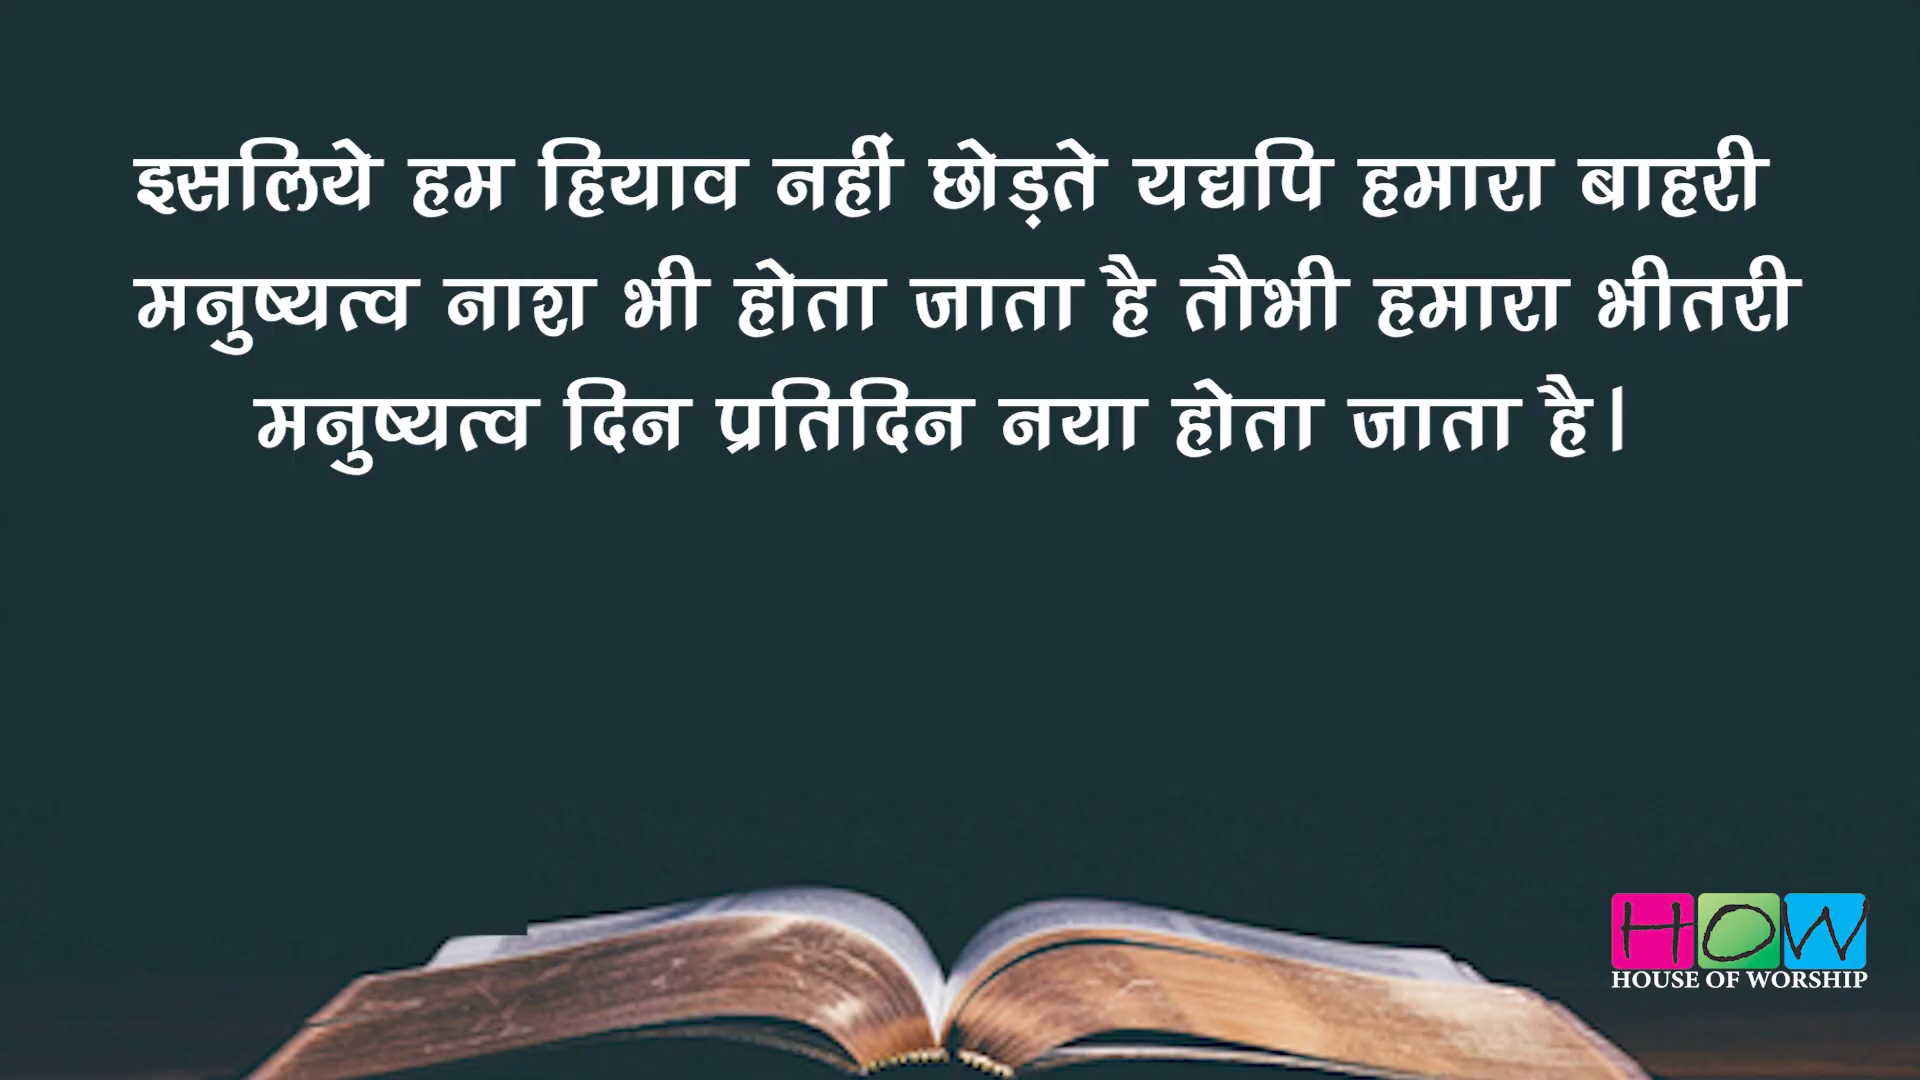 इसलिये हम हियाव नहीं छोड़ते यद्यपि हमारा बाहरी
मनुष्यत्व नाश भी होता जाता है तौभी हमारा भीतरी
मनुष्यत्व दिन प्रतिदिन नया होता जाता है।
HOW
HOUSE OF WORSHIP